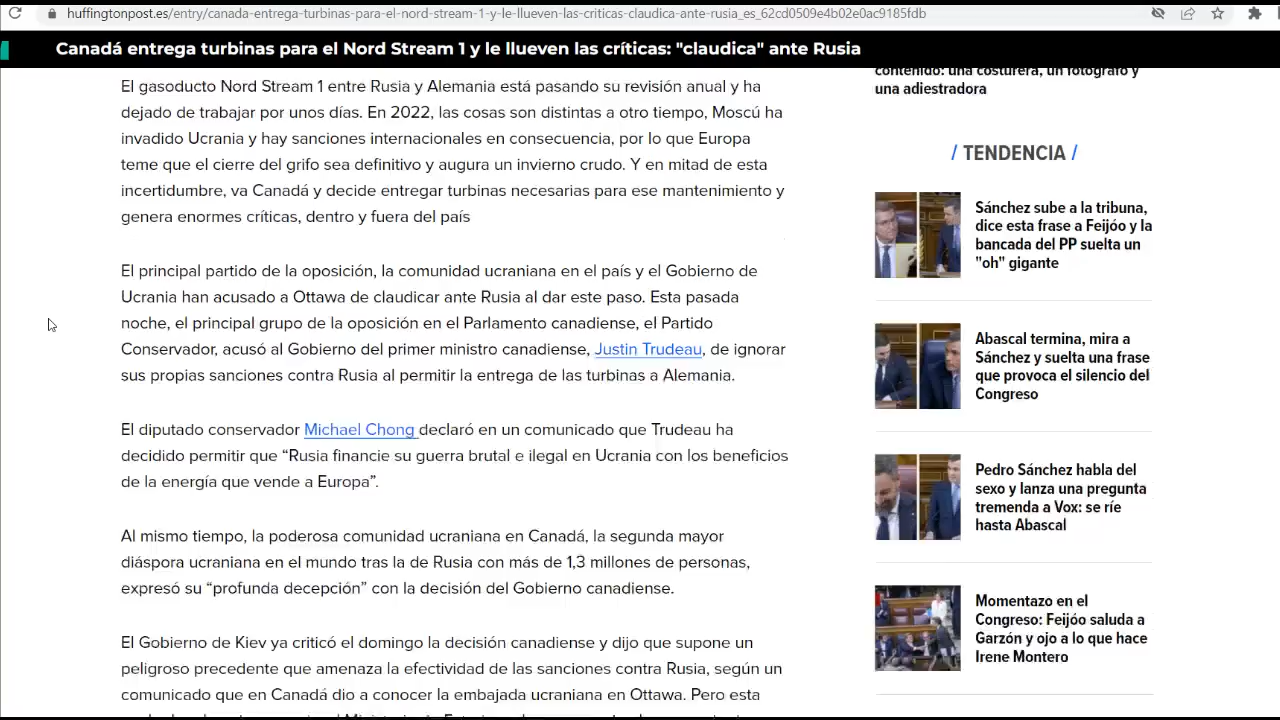 huffingtonpost.es/entry/canada-entrega-turbinas-para-el-nord-stream-1-y-le-llueven-las-criticas-claudica-ante-rusia_es_62cd0509e4b02e0ac9185fdb
Canadá entrega turbinas para el Nord Stream 1 y le llueven las críticas: "claudica" ante Rusia
El gasoducto Nord Stream 1 entre Rusia y Alemania está pasando su revisión anual y ha
dejado de trabajar por unos días. En 2022, las cosas son distintas a otro tiempo, Moscú ha
invadido Ucrania y hay sanciones internacionales en consecuencia, por lo que Europa
teme que el cierre del grifo sea definitivo y augura un invierno crudo. Y en mitad de esta
incertidumbre, va Canadá y decide entregar turbinas necesarias para ese mantenimiento y
genera enormes críticas, dentro y fuera del país
El principal partido de la oposición, la comunidad ucraniana en el país y el Gobierno de
Ucrania han acusado a Ottawa de claudicar ante Rusia al dar este paso. Esta pasada
noche, el principal grupo de la oposición en el Parlamento canadiense, el Partido
Conservador, acusó al Gobierno del primer ministro canadiense, Justin Trudeau, de ignorar
sus propias sanciones contra Rusia al permitir la entrega de las turbinas a Alemania.
El diputado conservador Michael Chong declaró en un comunicado que Trudeau ha
decidido permitir que “Rusia financie su guerra brutal e ilegal en Ucrania con los beneficios
de la energía que vende a Europa”.
Al mismo tiempo, la poderosa comunidad ucraniana en Canadá, la segunda mayor
diáspora ucraniana en el mundo tras la de Rusia con más de 1,3 millones de personas,
expresó su “profunda decepción” con la decisión del Gobierno canadiense.
El Gobierno de Kiev ya criticó el domingo la decisión canadiense y dijo que supone un
peligroso precedente que amenaza la efectividad de las sanciones contra Rusia, según un
comunicado que en Canadá dio a conocer la embajada ucraniana en Ottawa. Pero esta
contenido: una costurera, un fotógrafo y
una adiestradora
/ TENDENCIA /
Sánchez sube a la tribuna,
dice esta frase a Feijóo y la
bancada del PP suelta un
"oh" gigante
Abascal termina, mira a
Sánchez y suelta una frase
que provoca el silencio del
Congreso
Pedro Sánchez habla del
sexo y lanza una pregunta
tremenda a Vox: se ríe
hasta Abascal
Momentazo en el
Congreso: Feijóo saluda a
Garzón y ojo a lo que hace
Irene Montero